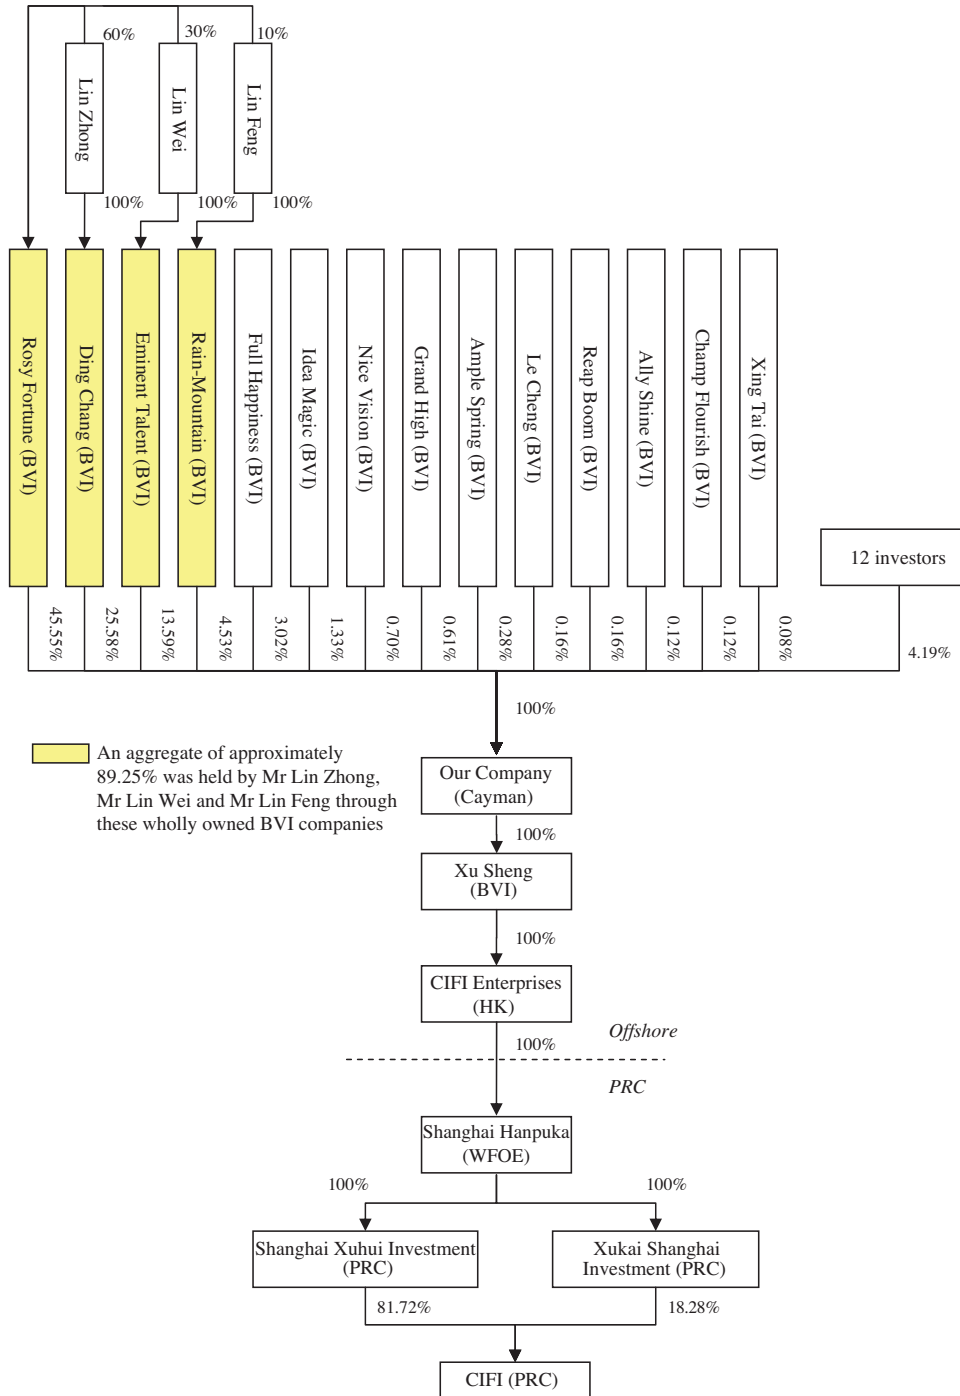 60%
30%
10%
Lin Zhong
Lin Wei
Lin Feng
100%
100%
100%
Rosy Fortune (BVI)
Ding Chang (BVI)
Eminent Talent (BVI)
Rain-Mountain (BVI)
Full Happiness (BVI)
Idea Magic (BVI)
Nice Vision (BVI)
Grand High (BVI)
Ample Spring (BVI)
Le Cheng (BVI)
Reap Boom (BVI)
Ally Shine (BVI)
Champ Flourish (BVI)
Xing Tai (BVI)
12 investors
45.55%
25.58%
13.59%
4.53%
3.02%
1.33%
0.70%
0.61%
0.28%
0.16%
0.16%
0.12%
0.12%
0.08%
4.19%
100%
An aggregate of approximately
89.25% was held by Mr Lin Zhong,
Mr Lin Wei and Mr Lin Feng through
these wholly owned BVI companies
Our Company
(Cayman)
100%
Xu Sheng
(BVI)
100%
CIFI Enterprises
(HK)
Offshore
100%
PRC
Shanghai Hanpuka
(WFOE)
100%
100%
Shanghai Xuhui Investment
(PRC)
Xukai Shanghai
Investment (PRC)
81.72%
18.28%
CIFI (PRC)